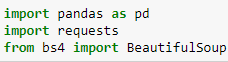 import pandas as pd
import requests
from bs4 import BeautifulSoup